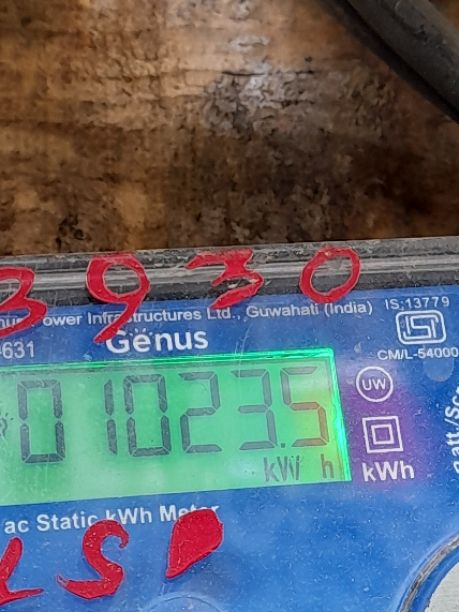 3930
ower Infrastructures Ltd., Guwahati (India) IS:13779
631 Genus
CM/L-54000
01023.5 UW
kW h kWh
ac Static kWh Meter